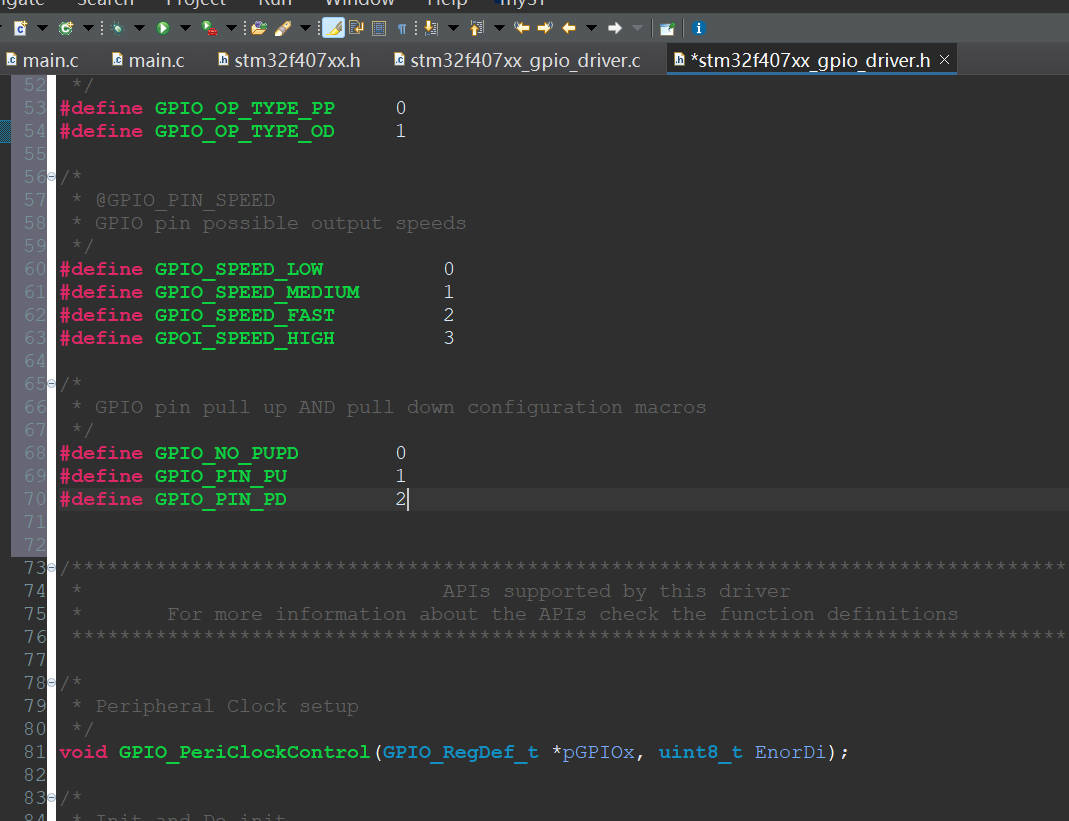 Search Project Run Window Help myST
main.c main.c stm32f407xx.h stm32f407xx_gpio_driver.c *stm32f407xx_gpio_driver.h
52 */
53 #define GPIO_OP_TYPE_PP 0
54 #define GPIO_OP_TYPE_OD 1
55
56 /*
57 * @GPIO_PIN_SPEED
58 * GPIO pin possible output speeds
59 */
60 #define GPIO_SPEED_LOW 0
61 #define GPIO_SPEED_MEDIUM 1
62 #define GPIO_SPEED_FAST 2
63 #define GPOI_SPEED_HIGH 3
64
65 /*
66 * GPIO pin pull up AND pull down configuration macros
67 */
68 #define GPIO_NO_PUPD 0
69 #define GPIO_PIN_PU 1
70 #define GPIO_PIN_PD 2
71
72
73 /***********************************************************************************
74 * APIs supported by this driver
75 * For more information about the APIs check the function definitions
76 ***********************************************************************************
77
78 /*
79 * Peripheral Clock setup
80 */
81 void GPIO_PeriClockControl(GPIO_RegDef_t *pGPIOx, uint8_t EnorDi);
82
83 /*
84 * Init and De init